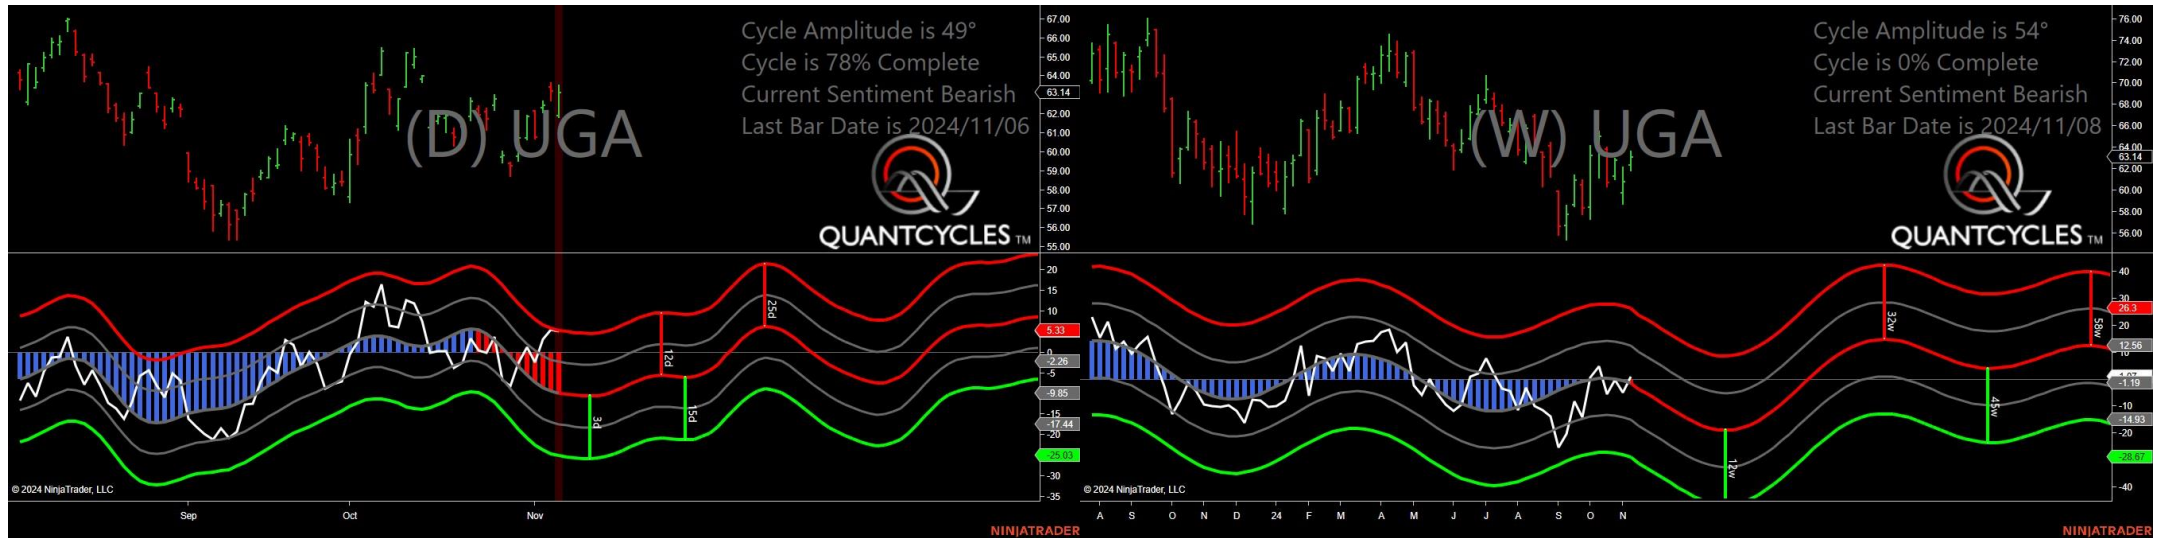 Cycle Amplitude is 49°
Cycle is 78% Complete
Current Sentiment Bearish
Last Bar Date is 2024/11/06
(D) UGA
QUANTCYCLES TM
67.00
66.00
65.00
64.00
63.14
62.00
61.00
60.00
59.00
58.00
57.00
56.00
55.00
20
15
10
5.33
0
-2.26
-5
-9.85
-15
-17.44
-20
-25.03
-30
-35
3d
12d
15d
25d
© 2024 NinjaTrader, LLC
Sep
Oct
Nov
NINJATRADER
Cycle Amplitude is 54°
Cycle is 0% Complete
Current Sentiment Bearish
Last Bar Date is 2024/11/08
(W) UGA
QUANTCYCLES TM
76.00
74.00
72.00
70.00
68.00
66.00
64.00
63.14
62.00
60.00
58.00
56.00
40
30
26.3
20
12.56
10
-1.19
-10
-14.93
-20
-28.67
-40
12w
32w
45w
58w
© 2024 NinjaTrader, LLC
A S O N D 24 F M A M J J A S O N
NINJATRADER